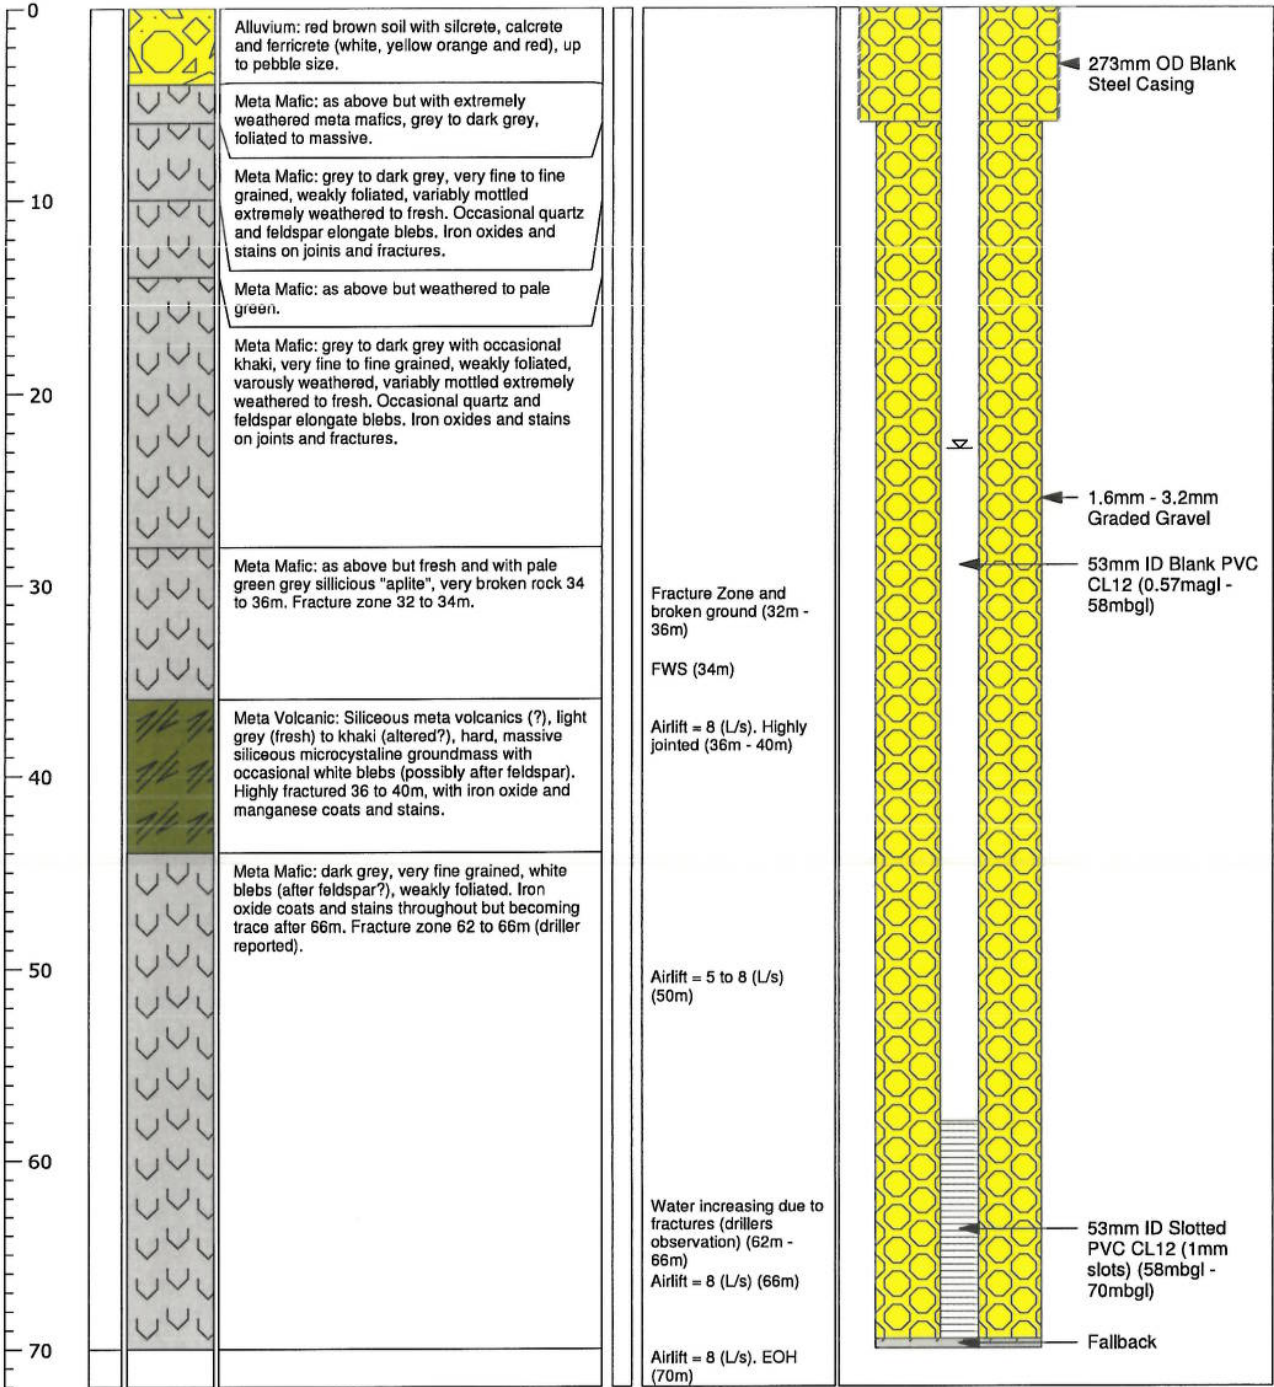 0
10
20
30
40
50
60
70
Alluvium: red brown soil with silcrete, calcrete
and ferricrete (white, yellow orange and red), up
to pebble size.
Meta Mafic: as above but with extremely
weathered meta mafics, grey to dark grey,
foliated to massive.
Meta Mafic: grey to dark grey, very fine to fine
grained, weakly foliated, variably mottled
extremely weathered to fresh. Occasional quartz
and feldspar elongate blebs. Iron oxides and
stains on joints and fractures.
Meta Mafic: as above but weathered to pale
green.
Meta Mafic: grey to dark grey with occasional
khaki, very fine to fine grained, weakly foliated,
varously weathered, variably mottled extremely
weathered to fresh. Occasional quartz and
feldspar elongate blebs. Iron oxides and stains
on joints and fractures.
Meta Mafic: as above but fresh and with pale
green grey sillicious "aplite", very broken rock 34
to 36m. Fracture zone 32 to 34m.
Meta Volcanic: Siliceous meta volcanics (?), light
grey (fresh) to khaki (altered?), hard, massive
siliceous microcystaline groundmass with
occasional white blebs (possibly after feldspar).
Highly fractured 36 to 40m, with iron oxide and
manganese coats and stains.
Meta Mafic: dark grey, very fine grained, white
blebs (after feldspar?), weakly foliated. Iron
oxide coats and stains throughout but becoming
trace after 66m. Fracture zone 62 to 66m (driller
reported).
Fracture Zone and
broken ground (32m -
36m)
FWS (34m)
Airlift = 8 (L/s). Highly
jointed (36m - 40m)
Airlift = 5 to 8 (L/s)
(50m)
Water increasing due to
fractures (drillers
observation) (62m -
66m)
Airlift = 8 (L/s) (66m)
Airlift = 8 (L/s). EOH
(70m)
273mm OD Blank
Steel Casing
1.6mm - 3.2mm
Graded Gravel
53mm ID Blank PVC
CL12 (0.57magl -
58mbgl)
53mm ID Slotted
PVC CL12 (1mm
slots) (58mbgl -
70mbgl)
Fallback